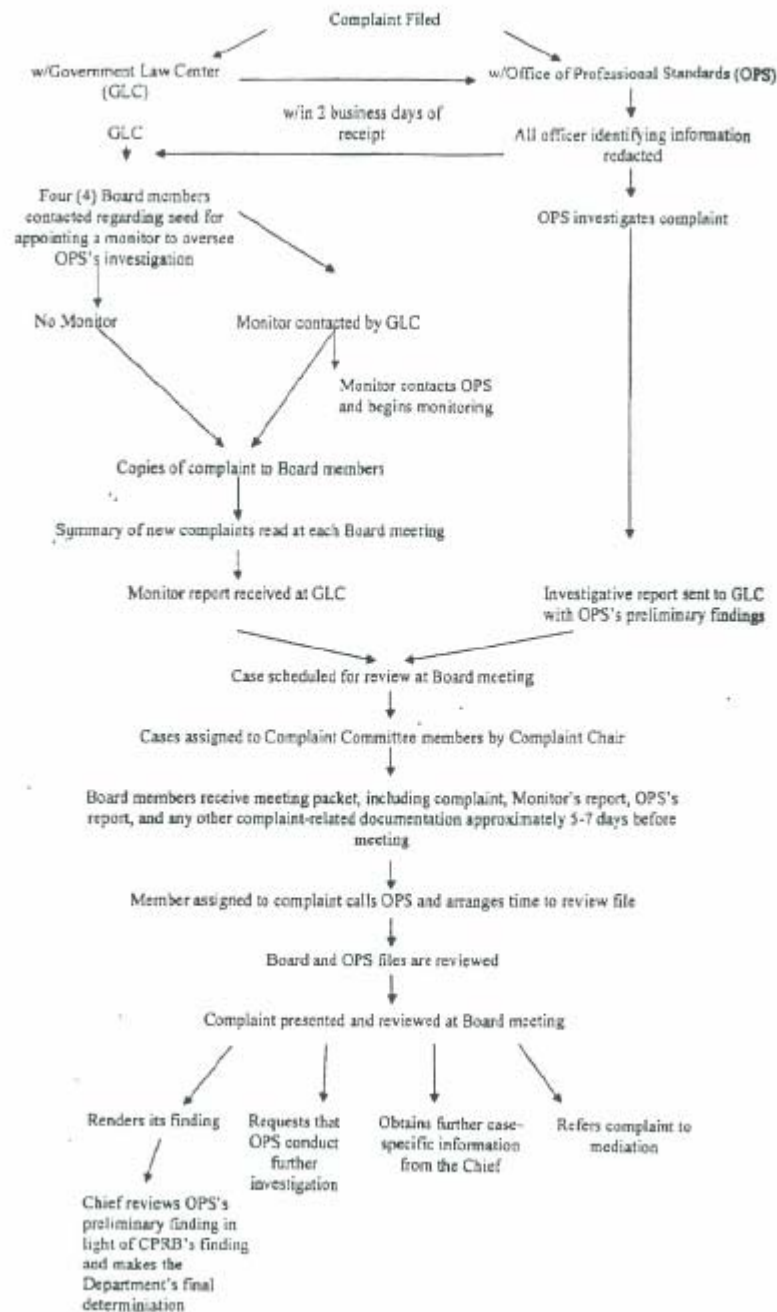 Complaint Filed
w/Government Law Center
(GLC)
w/Office of Professional Standards (OPS)
w/in 2 business days of
receipt
GLC
All officer identifying information
redacted
Four (4) Board members
contacted regarding need for
appointing a monitor to oversee
OPS's investigation
OPS investigates complaint
No Monitor
Monitor contacted by GLC
Monitor contacts OPS
and begins monitoring
Copies of complaint to Board members
Summary of new complaints read at each Board meeting
Monitor report received at GLC
Investigative report sent to GLC
with OPS's preliminary findings
Case scheduled for review at Board meeting
Cases assigned to Complaint Committee members by Complaint Chair
Board members receive meeting packet, including complaint, Monitor's report, OPS's
report, and any other complaint-related documentation approximately 5-7 days before
meeting
Member assigned to complaint calls OPS and arranges time to review file
Board and OPS files are reviewed
Complaint presented and reviewed at Board meeting
Renders its finding
Requests that
OPS conduct
further
investigation
Obtains further case-
specific information
from the Chief
Refers complaint to
mediation
Chief reviews OPS's
preliminary finding in
light of CPRB's finding
and makes the
Department's final
determiniation